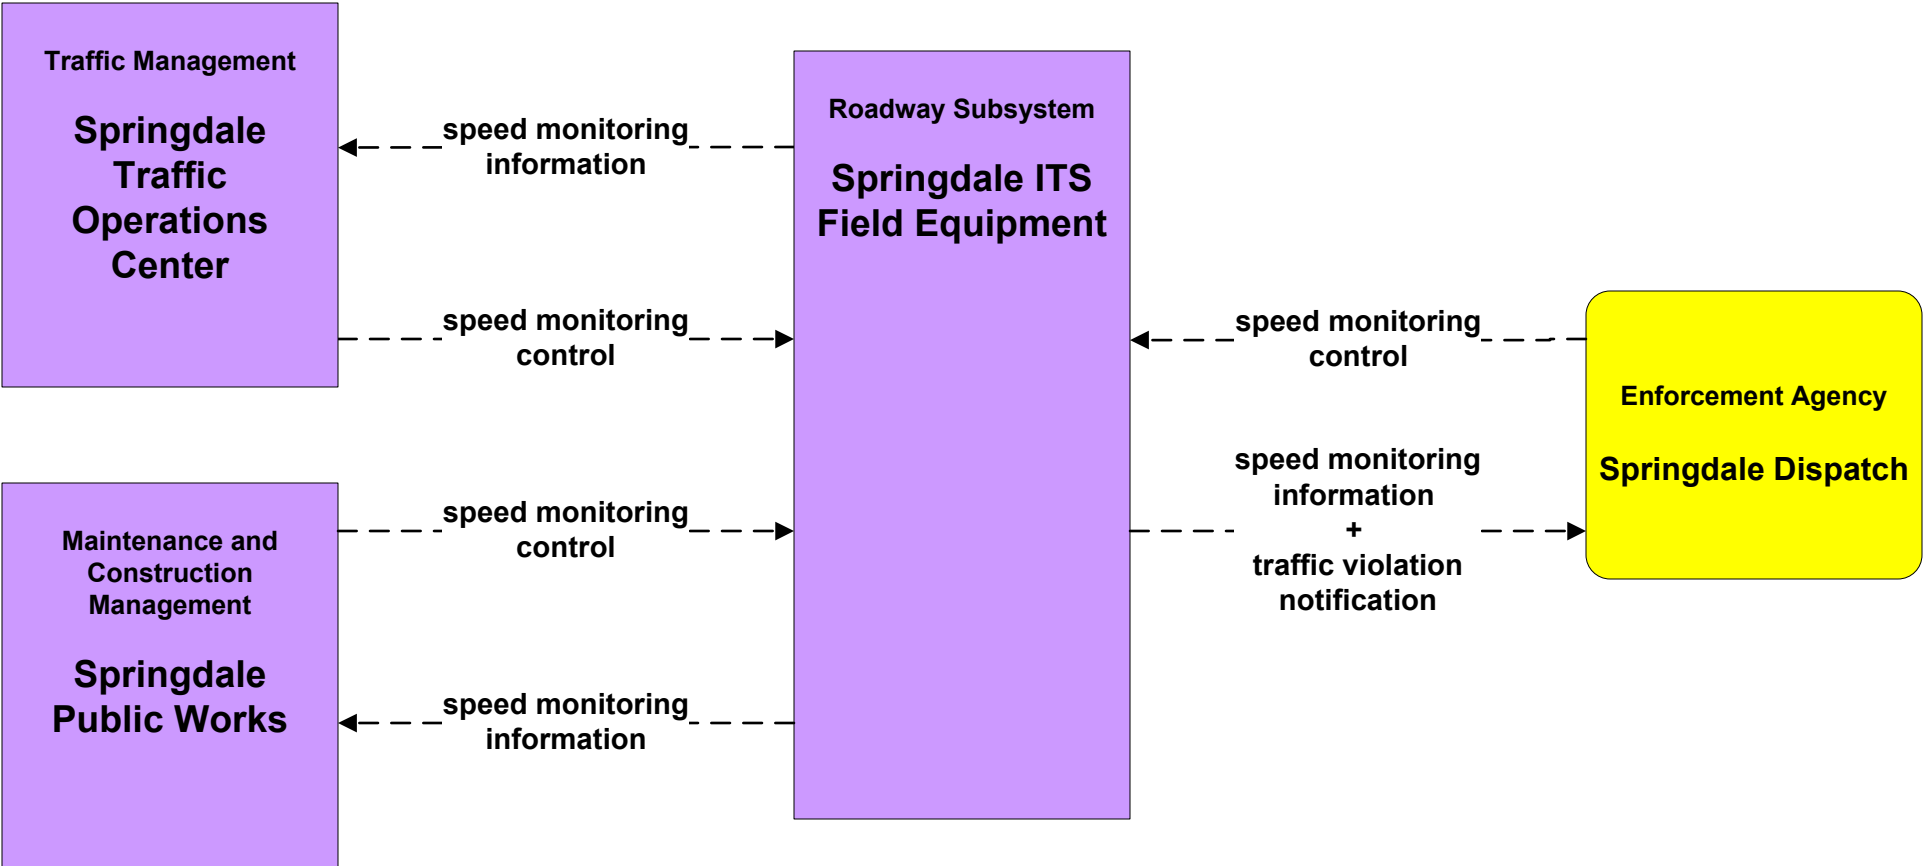 Traffic Management
Springdale
Traffic
Operations
Center
speed monitoring
information
speed monitoring
control
Maintenance and
Construction
Management
Springdale
Public Works
speed monitoring
control
speed monitoring
information
Roadway Subsystem
Springdale ITS
Field Equipment
speed monitoring
control
speed monitoring
information
+
traffic violation
notification
Enforcement Agency
Springdale Dispatch